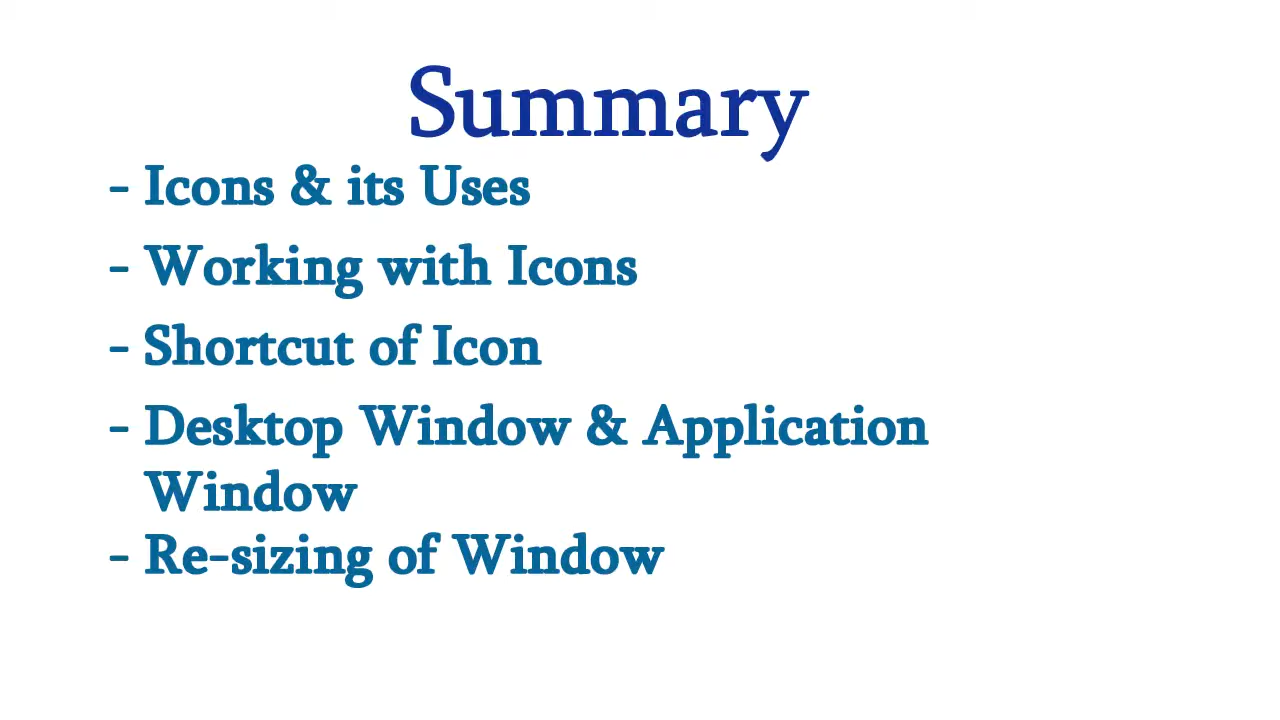 Summary
- Icons & its Uses
- Working with Icons
- Shortcut of Icon
- Desktop Window & Application
Window
- Re-sizing of Window